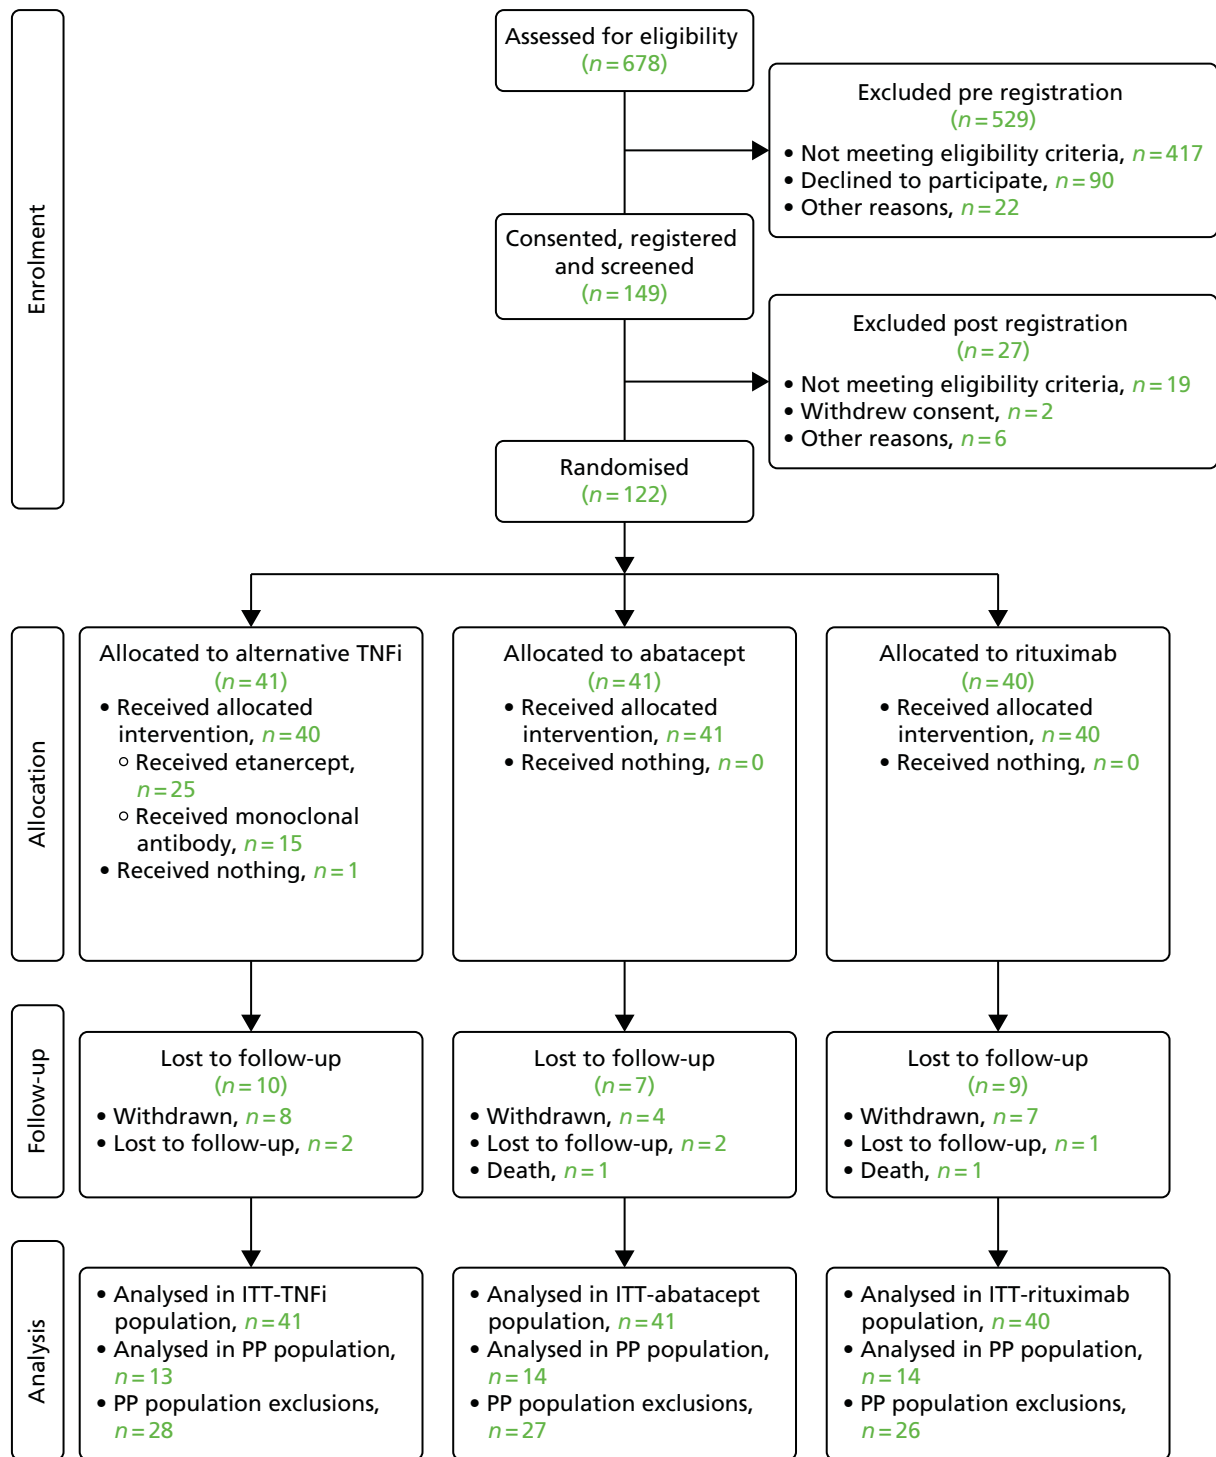 Enrolment
Assessed for eligibility
(n=678)
Excluded pre registration
(n=529)
• Not meeting eligibility criteria, n=417
• Declined to participate, n=90
• Other reasons, n=22
Consented, registered
and screened
(n=149)
Excluded post registration
(n=27)
• Not meeting eligibility criteria, n=19
• Withdrew consent, n=2
• Other reasons, n=6
Randomised
(n=122)
Allocation
Allocated to alternative TNFi
(n=41)
• Received allocated
intervention, n=40
○ Received etanercept,
n=25
○ Received monoclonal
antibody, n=15
• Received nothing, n=1
Allocated to abatacept
(n=41)
• Received allocated
intervention, n=41
• Received nothing, n=0
Allocated to rituximab
(n=40)
• Received allocated
intervention, n=40
• Received nothing, n=0
Follow-up
Lost to follow-up
(n=10)
• Withdrawn, n=8
• Lost to follow-up, n=2
Lost to follow-up
(n=7)
• Withdrawn, n=4
• Lost to follow-up, n=2
• Death, n=1
Lost to follow-up
(n=9)
• Withdrawn, n=7
• Lost to follow-up, n=1
• Death, n=1
Analysis
• Analysed in ITT-TNFi
population, n=41
• Analysed in PP population,
n=13
• PP population exclusions,
n=28
• Analysed in ITT-abatacept
population, n=41
• Analysed in PP population,
n=14
• PP population exclusions,
n=27
• Analysed in ITT-rituximab
population, n=40
• Analysed in PP population,
n=14
• PP population exclusions,
n=26